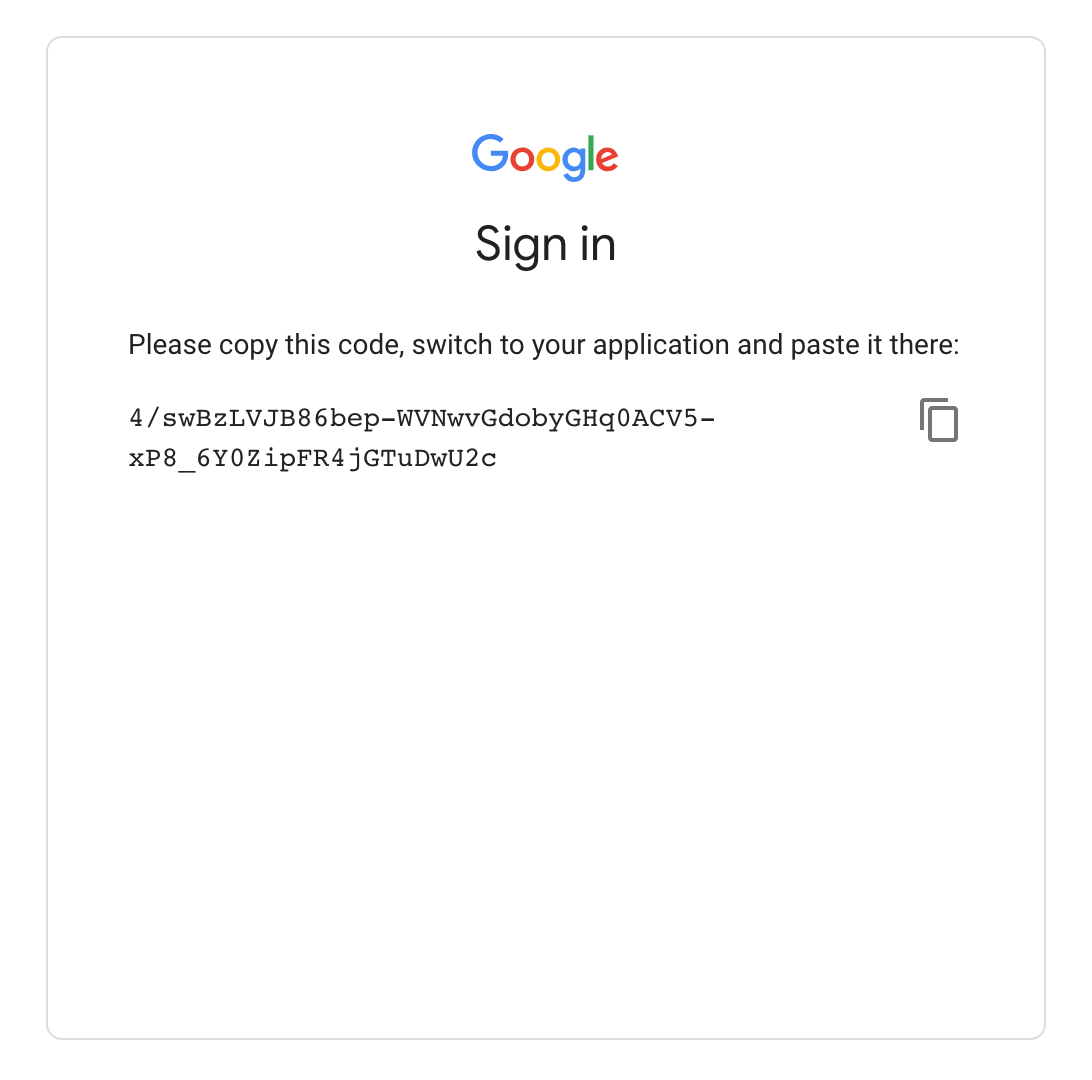 Google
Sign in
Please copy this code, switch to your application and paste it there:
4/swBzLVJB86bep-WVNwvGdobyGHq0ACV5-
xP8_6Y0ZipFR4jGTuDwU2c